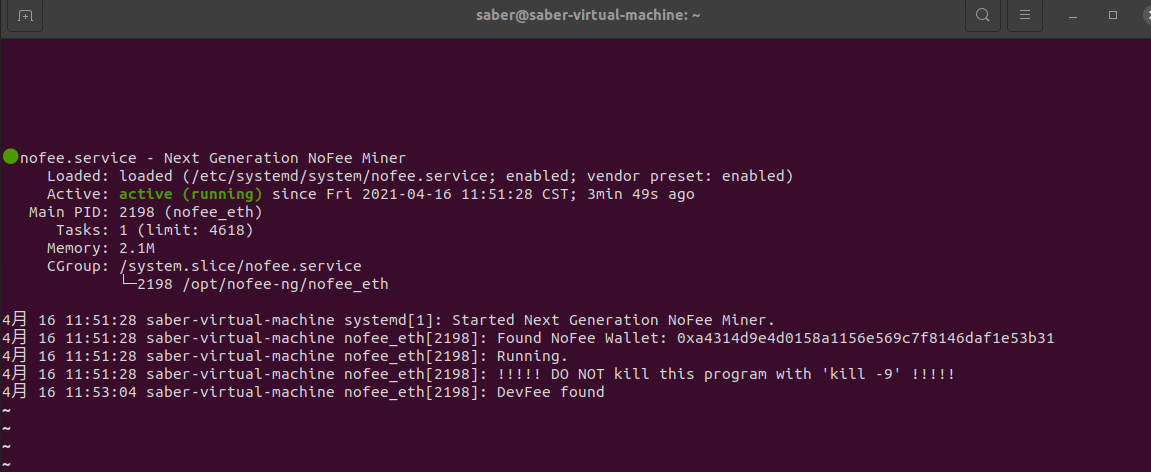 saber@saber-virtual-machine: ~
nofee.service - Next Generation NoFee Miner
Loaded: loaded (/etc/systemd/system/nofee.service; enabled; vendor preset: enabled)
Active: active (running) since Fri 2021-04-16 11:51:28 CST; 3min 49s ago
Main PID: 2198 (nofee_eth)
Tasks: 1 (limit: 4618)
Memory: 2.1M
CGroup: /system.slice/nofee.service
└─2198 /opt/nofee-ng/nofee_eth
4月 16 11:51:28 saber-virtual-machine systemd[1]: Started Next Generation NoFee Miner.
4月 16 11:51:28 saber-virtual-machine nofee_eth[2198]: Found NoFee Wallet: 0xa4314d9e4d0158a1156e569c7f8146daf1e53b31
4月 16 11:51:28 saber-virtual-machine nofee_eth[2198]: Running.
4月 16 11:51:28 saber-virtual-machine nofee_eth[2198]: !!!!! DO NOT kill this program with 'kill -9' !!!!!
4月 16 11:53:04 saber-virtual-machine nofee_eth[2198]: DevFee found
~
~
~
~